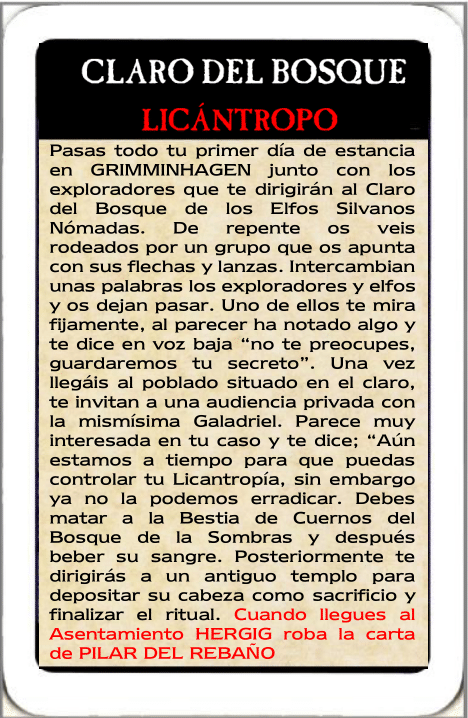 CLARO DEL BOSQUE
LICÁNTROPO
Pasas todo tu primer día de estancia
en GRIMMINHAGEN junto con los
exploradores que te dirigirán al Claro
del Bosque de los Elfos Silvanos
Nómadas. De repente os veis
rodeados por un grupo que os apunta
con sus flechas y lanzas. Intercambian
unas palabras los exploradores y elfos
y os dejan pasar. Uno de ellos te mira
fijamente, al parecer ha notado algo y
te dice en voz baja “no te preocupes,
guardaremos tu secreto”. Una vez
llegáis al poblado situado en el claro,
te invitan a una audiencia privada con
la mismísima Galadriel. Parece muy
interesada en tu caso y te dice; “Aún
estamos a tiempo para que puedas
controlar tu Licantropía, sin embargo
ya no la podemos erradicar. Debes
matar a la Bestia de Cuernos del
Bosque de la Sombras y después
beber su sangre. Posteriormente te
dirigirás a un antiguo templo para
depositar su cabeza como sacrificio y
finalizar el ritual. Cuando llegues al
Asentamiento HERGIG roba la carta
de PILAR DEL REBAÑO